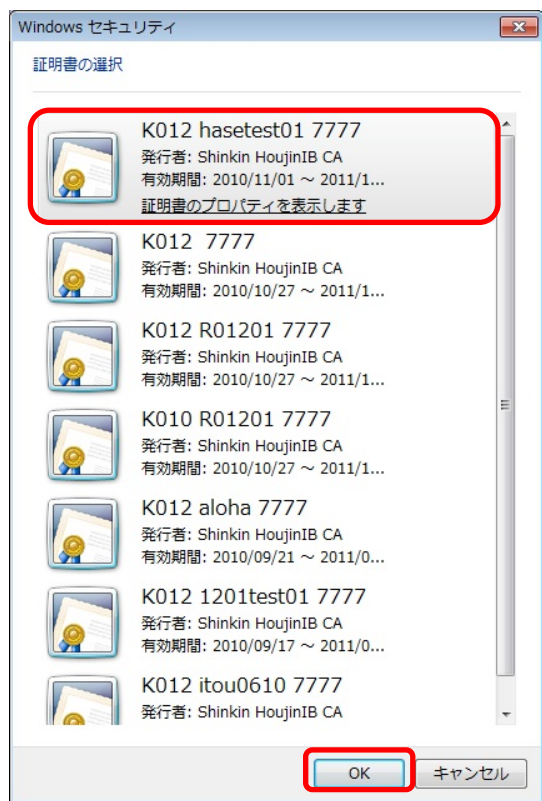 Windows セキュリティ
証明書の選択
K012 hasetest01 7777
発行者: Shinkin HoujinIB CA
有効期間: 2010/11/01 ～ 2011/1...
証明書のプロパティを表示します
K012 7777
発行者: Shinkin HoujinIB CA
有効期間: 2010/10/27 ～ 2011/1...
K012 R01201 7777
発行者: Shinkin HoujinIB CA
有効期間: 2010/10/27 ～ 2011/1...
K010 R01201 7777
発行者: Shinkin HoujinIB CA
有効期間: 2010/10/27 ～ 2011/1...
K012 aloha 7777
発行者: Shinkin HoujinIB CA
有効期間: 2010/09/21 ～ 2011/0...
K012 1201test01 7777
発行者: Shinkin HoujinIB CA
有効期間: 2010/09/17 ～ 2011/0...
K012 itou0610 7777
発行者: Shinkin HoujinIB CA
OK キャンセル